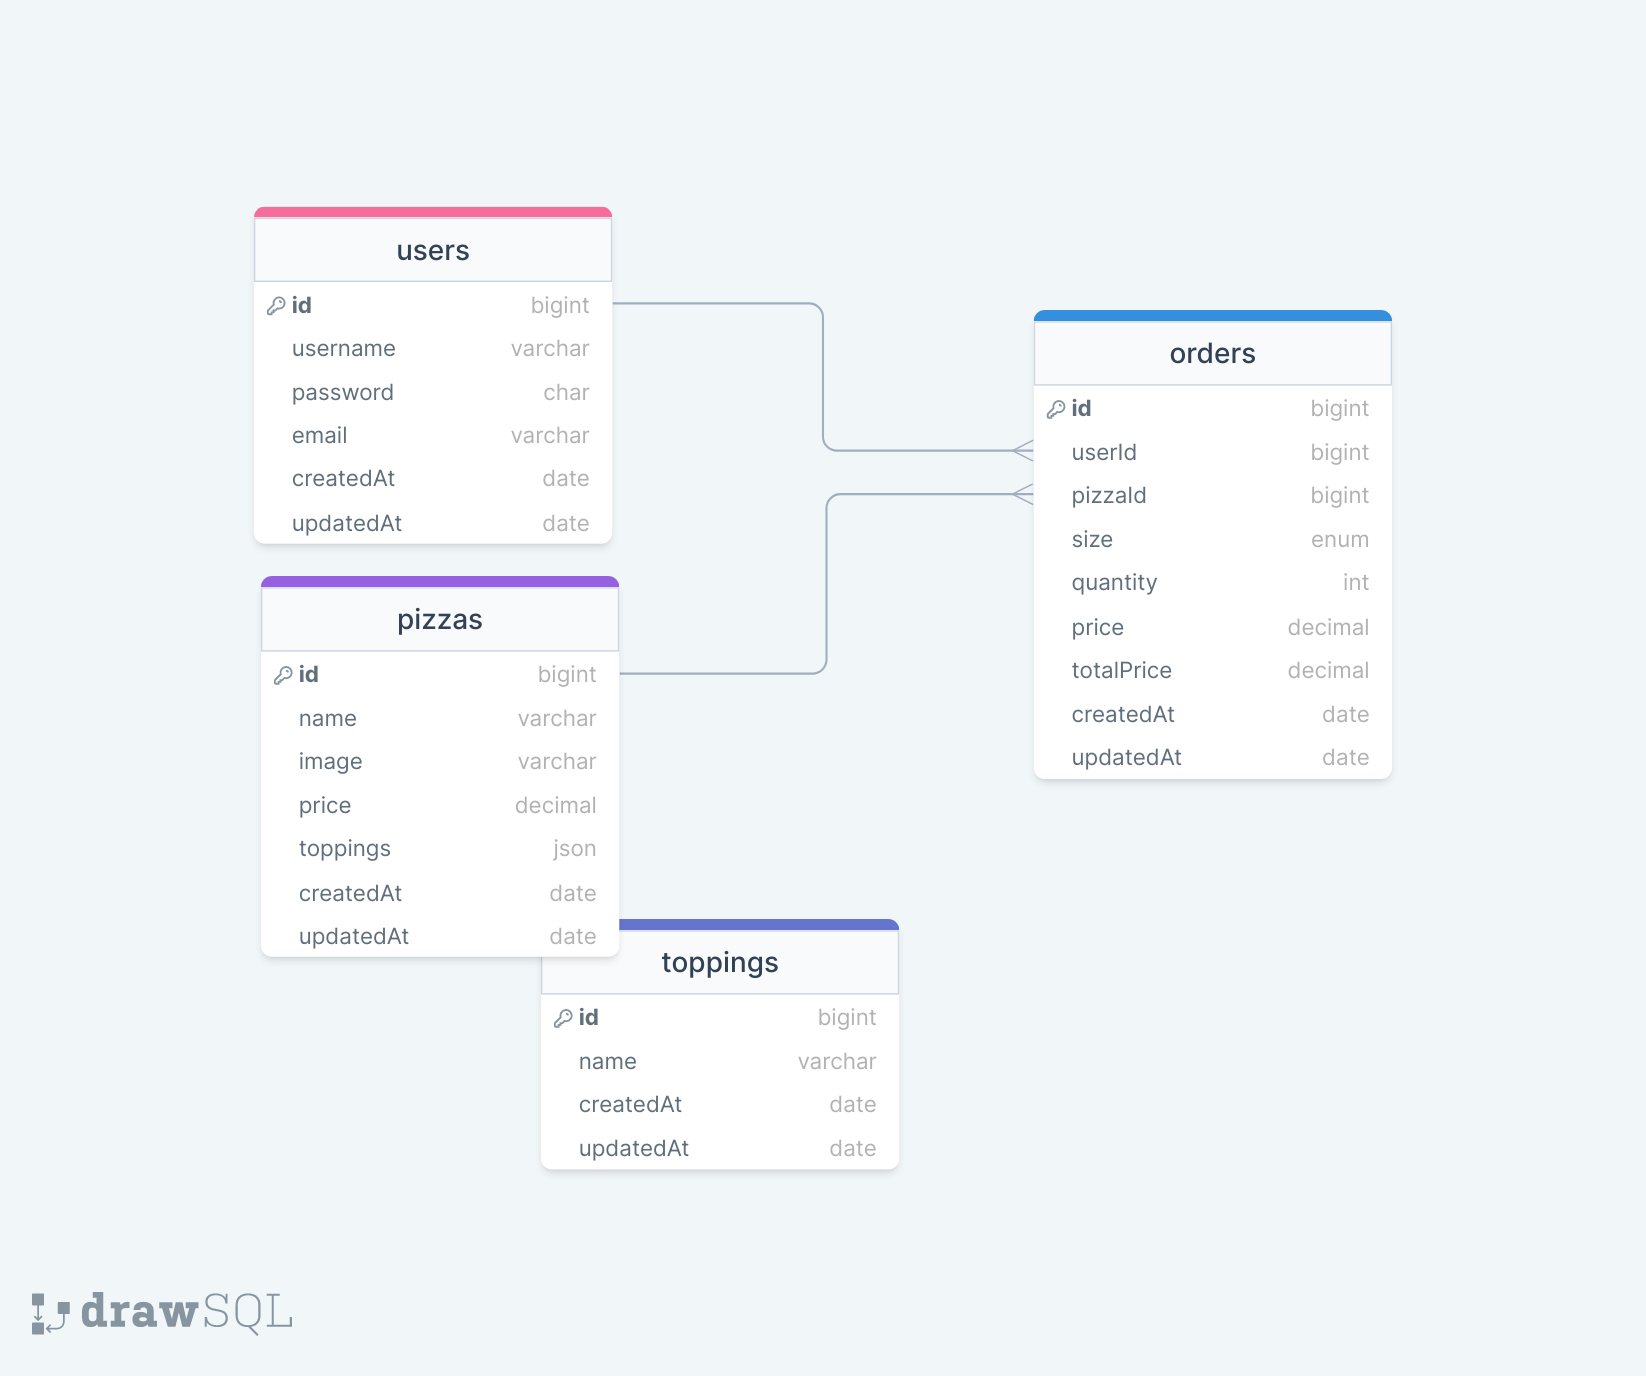 users
id bigint
username varchar
password char
email varchar
createdAt date
updatedAt date
pizzas
id bigint
name varchar
image varchar
price decimal
toppings json
createdAt date
updatedAt date
toppings
id bigint
name varchar
createdAt date
updatedAt date
orders
id bigint
userId bigint
pizzaId bigint
size enum
quantity int
price decimal
totalPrice decimal
createdAt date
updatedAt date
drawSQL